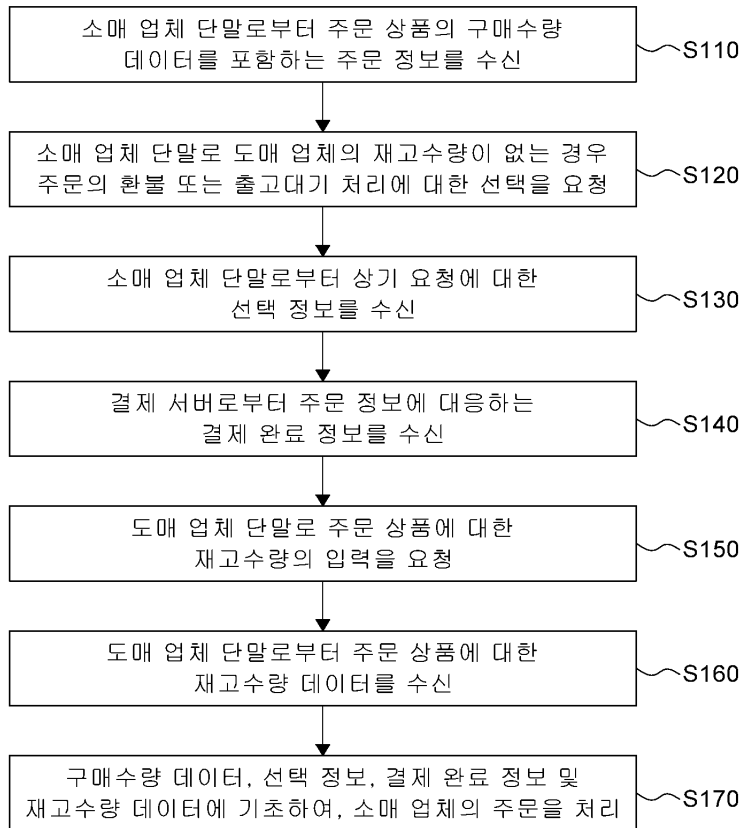 소매 업체 단말로부터 주문 상품의 구매수량
데이터를 포함하는 주문 정보를 수신
S110
소매 업체 단말로 도매 업체의 재고수량이 없는 경우
주문의 환불 또는 출고대기 처리에 대한 선택을 요청
S120
소매 업체 단말로부터 상기 요청에 대한
선택 정보를 수신
S130
결제 서버로부터 주문 정보에 대응하는
결제 완료 정보를 수신
S140
도매 업체 단말로 주문 상품에 대한
재고수량의 입력을 요청
S150
도매 업체 단말로부터 주문 상품에 대한
재고수량 데이터를 수신
S160
구매수량 데이터, 선택 정보, 결제 완료 정보 및
재고수량 데이터에 기초하여, 소매 업체의 주문을 처리
S170